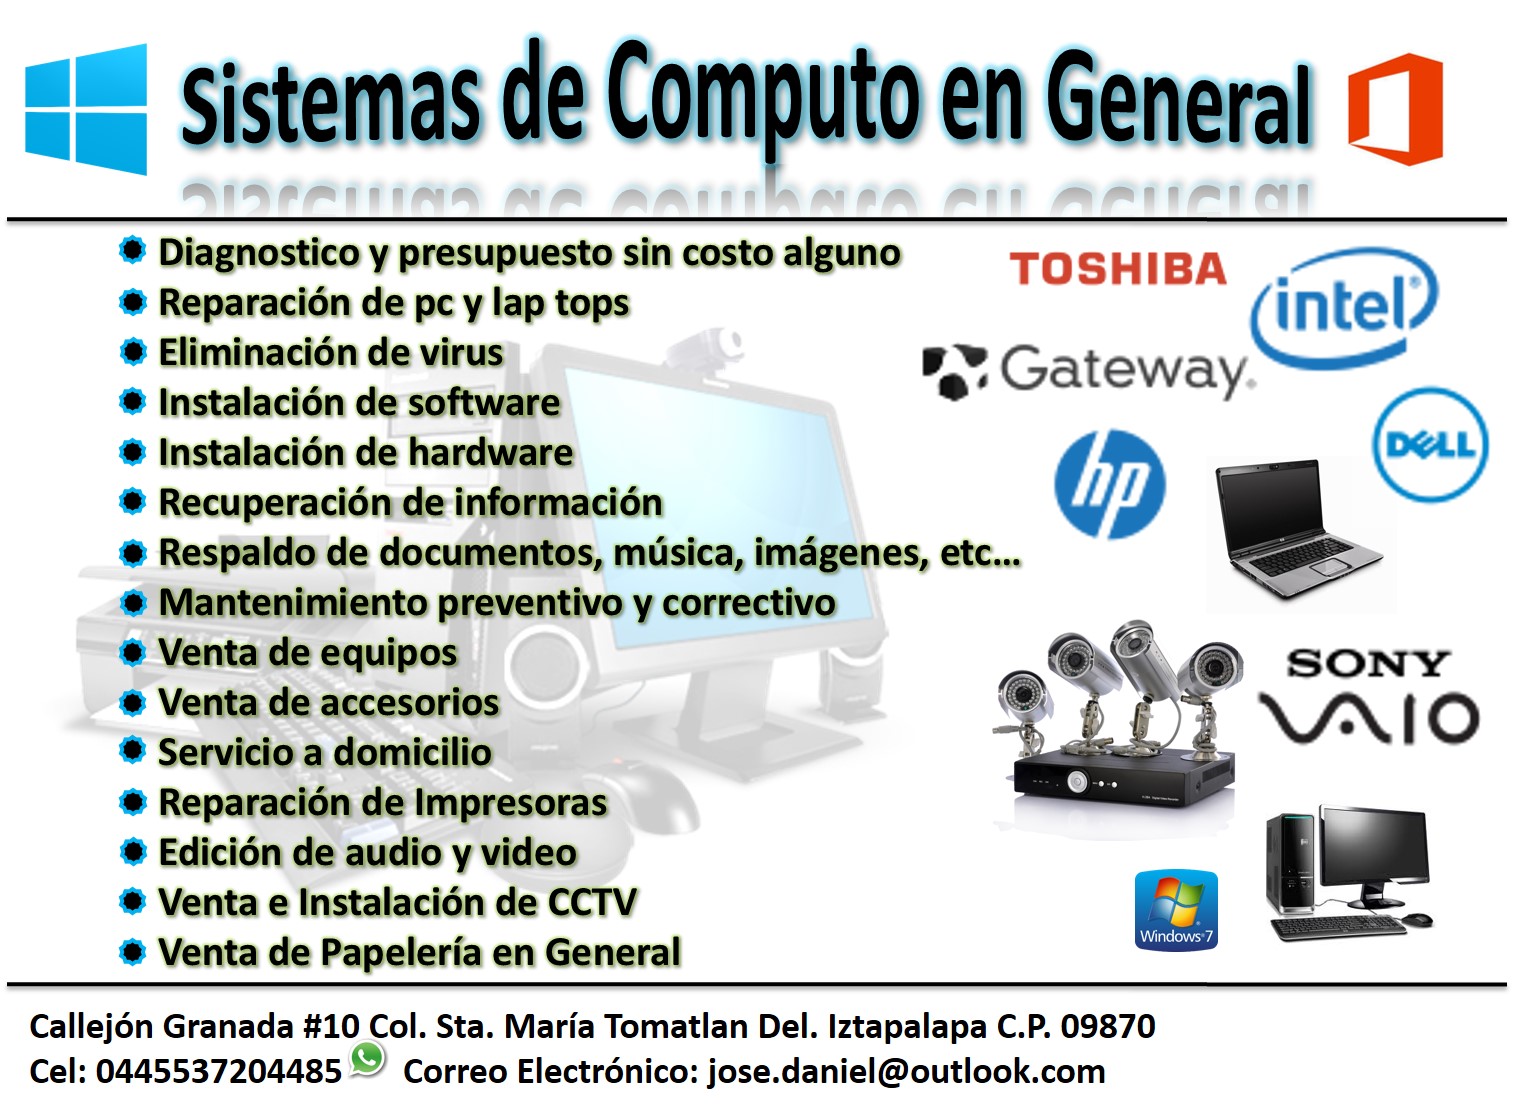 Sistemas de Computo en General
Diagnostico y presupuesto sin costo alguno
Reparación de pc y lap tops
Eliminación de virus
Instalación de software
Instalación de hardware
Recuperación de información
Respaldo de documentos, música, imágenes, etc...
Mantenimiento preventivo y correctivo
Venta de equipos
Venta de accesorios
Servicio a domicilio
Reparación de Impresoras
Edición de audio y video
Venta e Instalación de CCTV
Venta de Papelería en General
TOSHIBA
intel
Gateway
DELL
hp
SONY
VAIO
Windows 7
Callejón Granada #10 Col. Sta. María Tomatlan Del. Iztapalapa C.P. 09870
Cel: 0445537204485 Correo Electrónico: jose.daniel@outlook.com